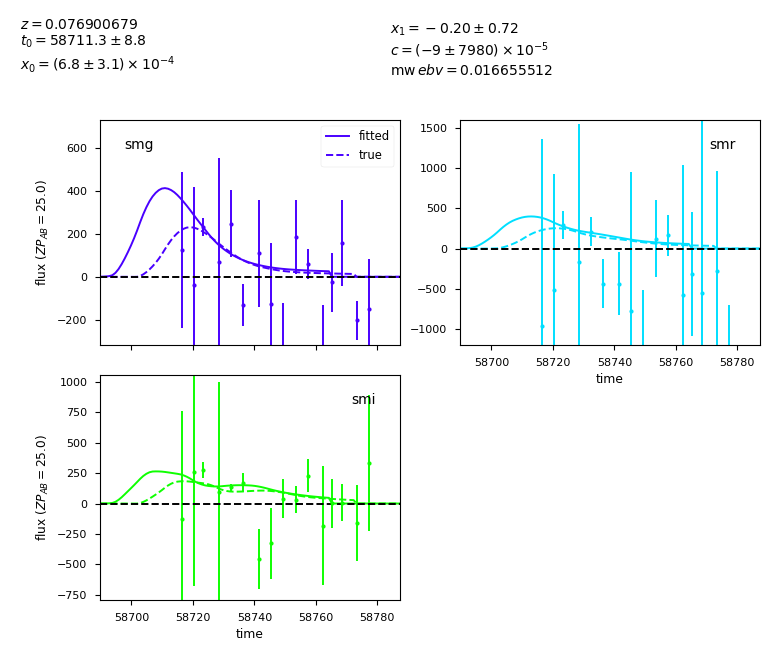 z = 0.076900679
t₀ = 58711.3 ± 8.8
x₀ = (6.8 ± 3.1) × 10⁻⁴
x₁ = −0.20 ± 0.72
c = (−9 ± 7980) × 10⁻⁵
mw ebv = 0.016655512
smg
fitted
true
600
400
200
0
−200
flux (ZP_AB = 25.0)
smr
1500
1000
500
0
−500
−1000
58700 58720 58740 58760 58780
time
smi
1000
750
500
250
0
−250
−500
−750
flux (ZP_AB = 25.0)
58700 58720 58740 58760 58780
time